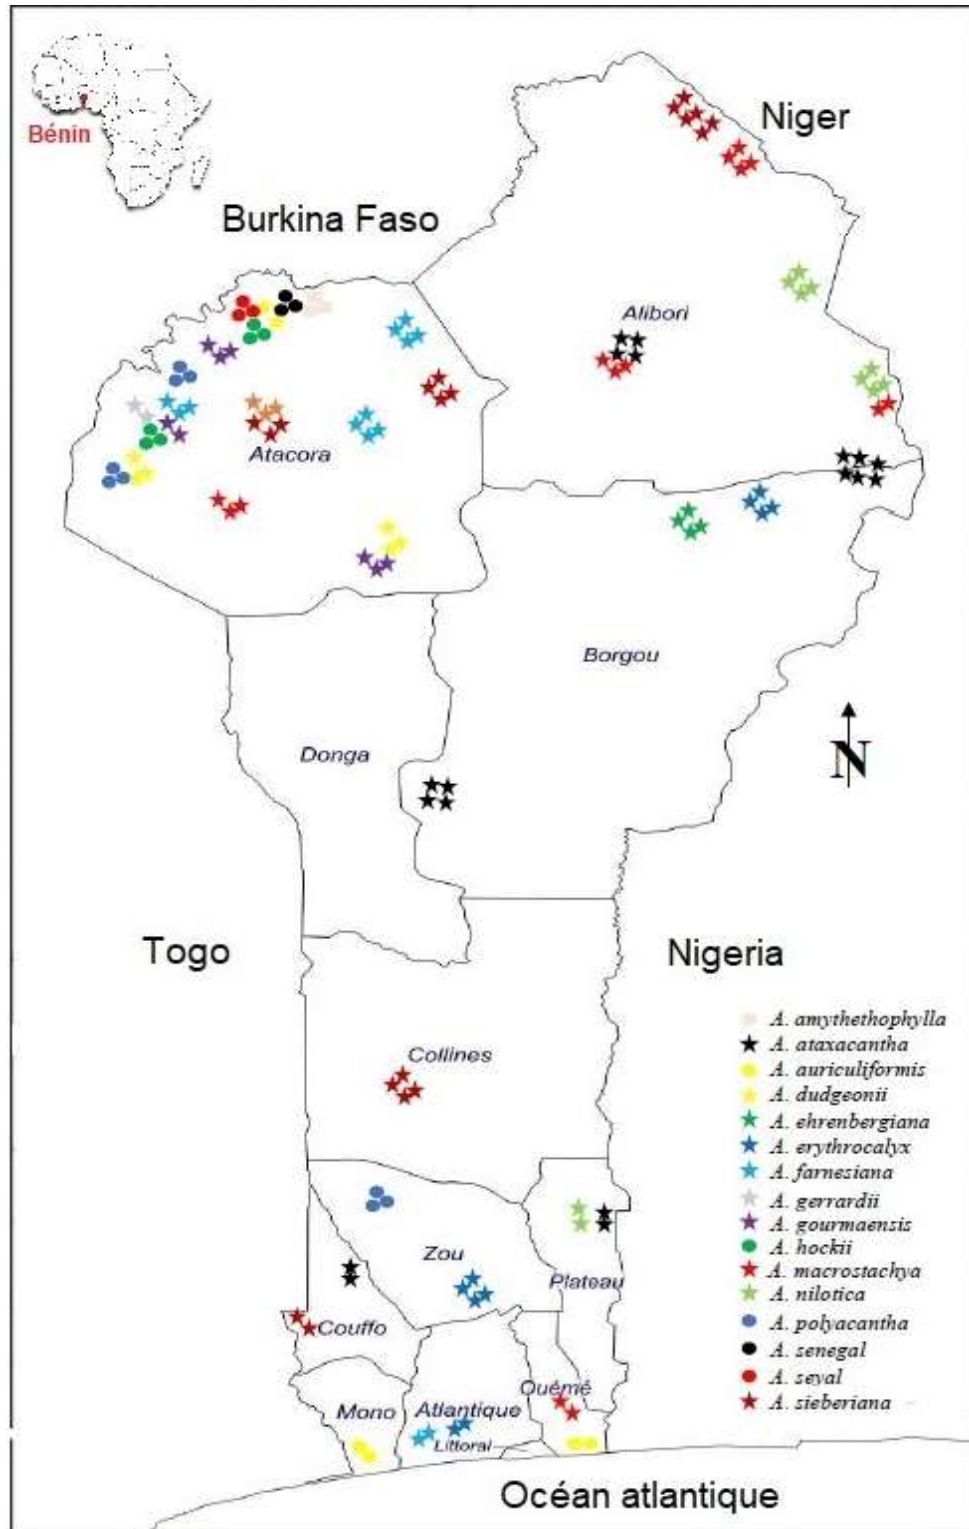 Bénin
Niger
Burkina Faso
Alibori
Atacora
Borgou
Donga
N
Togo
Nigeria
Collines
Zou
Plateau
Couffo
Ouémé
Mono
Atlantique
Littoral
A. amythethophylla
A. ataxacantha
A. auriculiformis
A. dudgeonii
A. ehrenbergiana
A. erythrocalyx
A. farnesiana
A. gerrardii
A. gourmaensis
A. hockii
A. macrostachya
A. nilotica
A. polyacantha
A. senegal
A. seyal
A. sieberiana
Océan atlantique